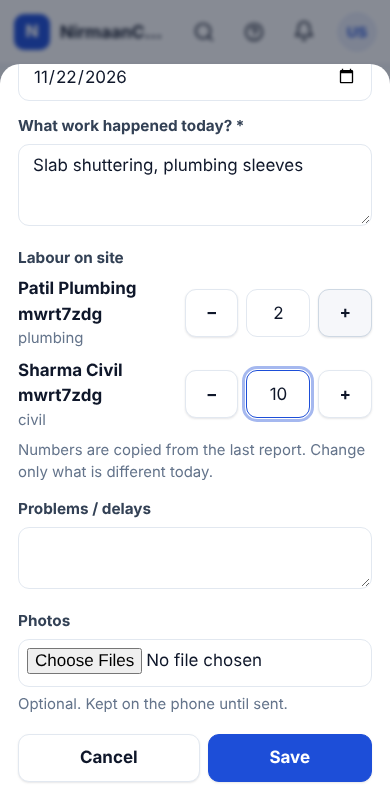 N NirmaanC... US
11/22/2026
What work happened today? *
Slab shuttering, plumbing sleeves
Labour on site
Patil Plumbing
mwrt7zdg
plumbing
− 2 +
Sharma Civil
mwrt7zdg
civil
− 10 +
Numbers are copied from the last report. Change
only what is different today.
Problems / delays
Photos
Choose Files No file chosen
Optional. Kept on the phone until sent.
Cancel Save